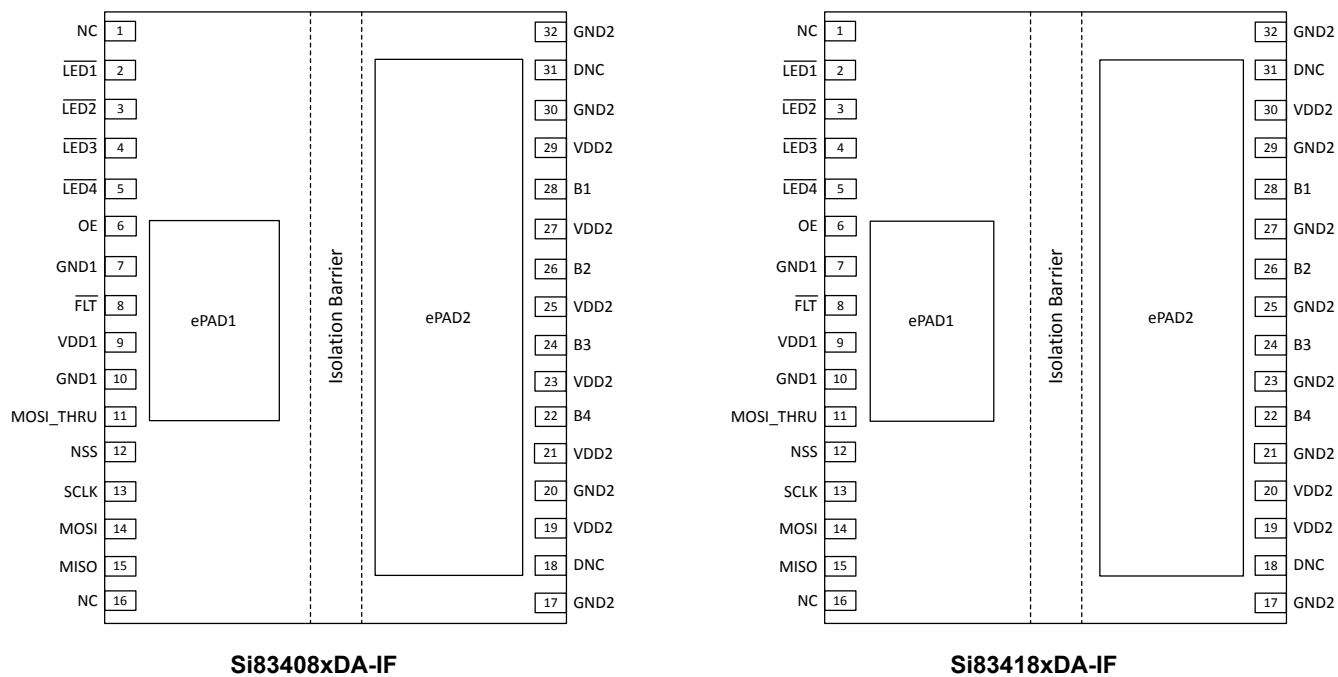 NC 1
LED1 2
LED2 3
LED3 4
LED4 5
OE 6
GND1 7
FLT 8
VDD1 9
GND1 10
MOSI_THRU 11
NSS 12
SCLK 13
MOSI 14
MISO 15
NC 16
ePAD1
Isolation Barrier
ePAD2
32 GND2
31 DNC
30 GND2
29 VDD2
28 B1
27 VDD2
26 B2
25 VDD2
24 B3
23 VDD2
22 B4
21 VDD2
20 GND2
19 VDD2
18 DNC
17 GND2
Si83408xDA-IF
NC 1
LED1 2
LED2 3
LED3 4
LED4 5
OE 6
GND1 7
FLT 8
VDD1 9
GND1 10
MOSI_THRU 11
NSS 12
SCLK 13
MOSI 14
MISO 15
NC 16
ePAD1
Isolation Barrier
ePAD2
32 GND2
31 DNC
30 VDD2
29 GND2
28 B1
27 GND2
26 B2
25 GND2
24 B3
23 GND2
22 B4
21 GND2
20 VDD2
19 VDD2
18 DNC
17 GND2
Si83418xDA-IF